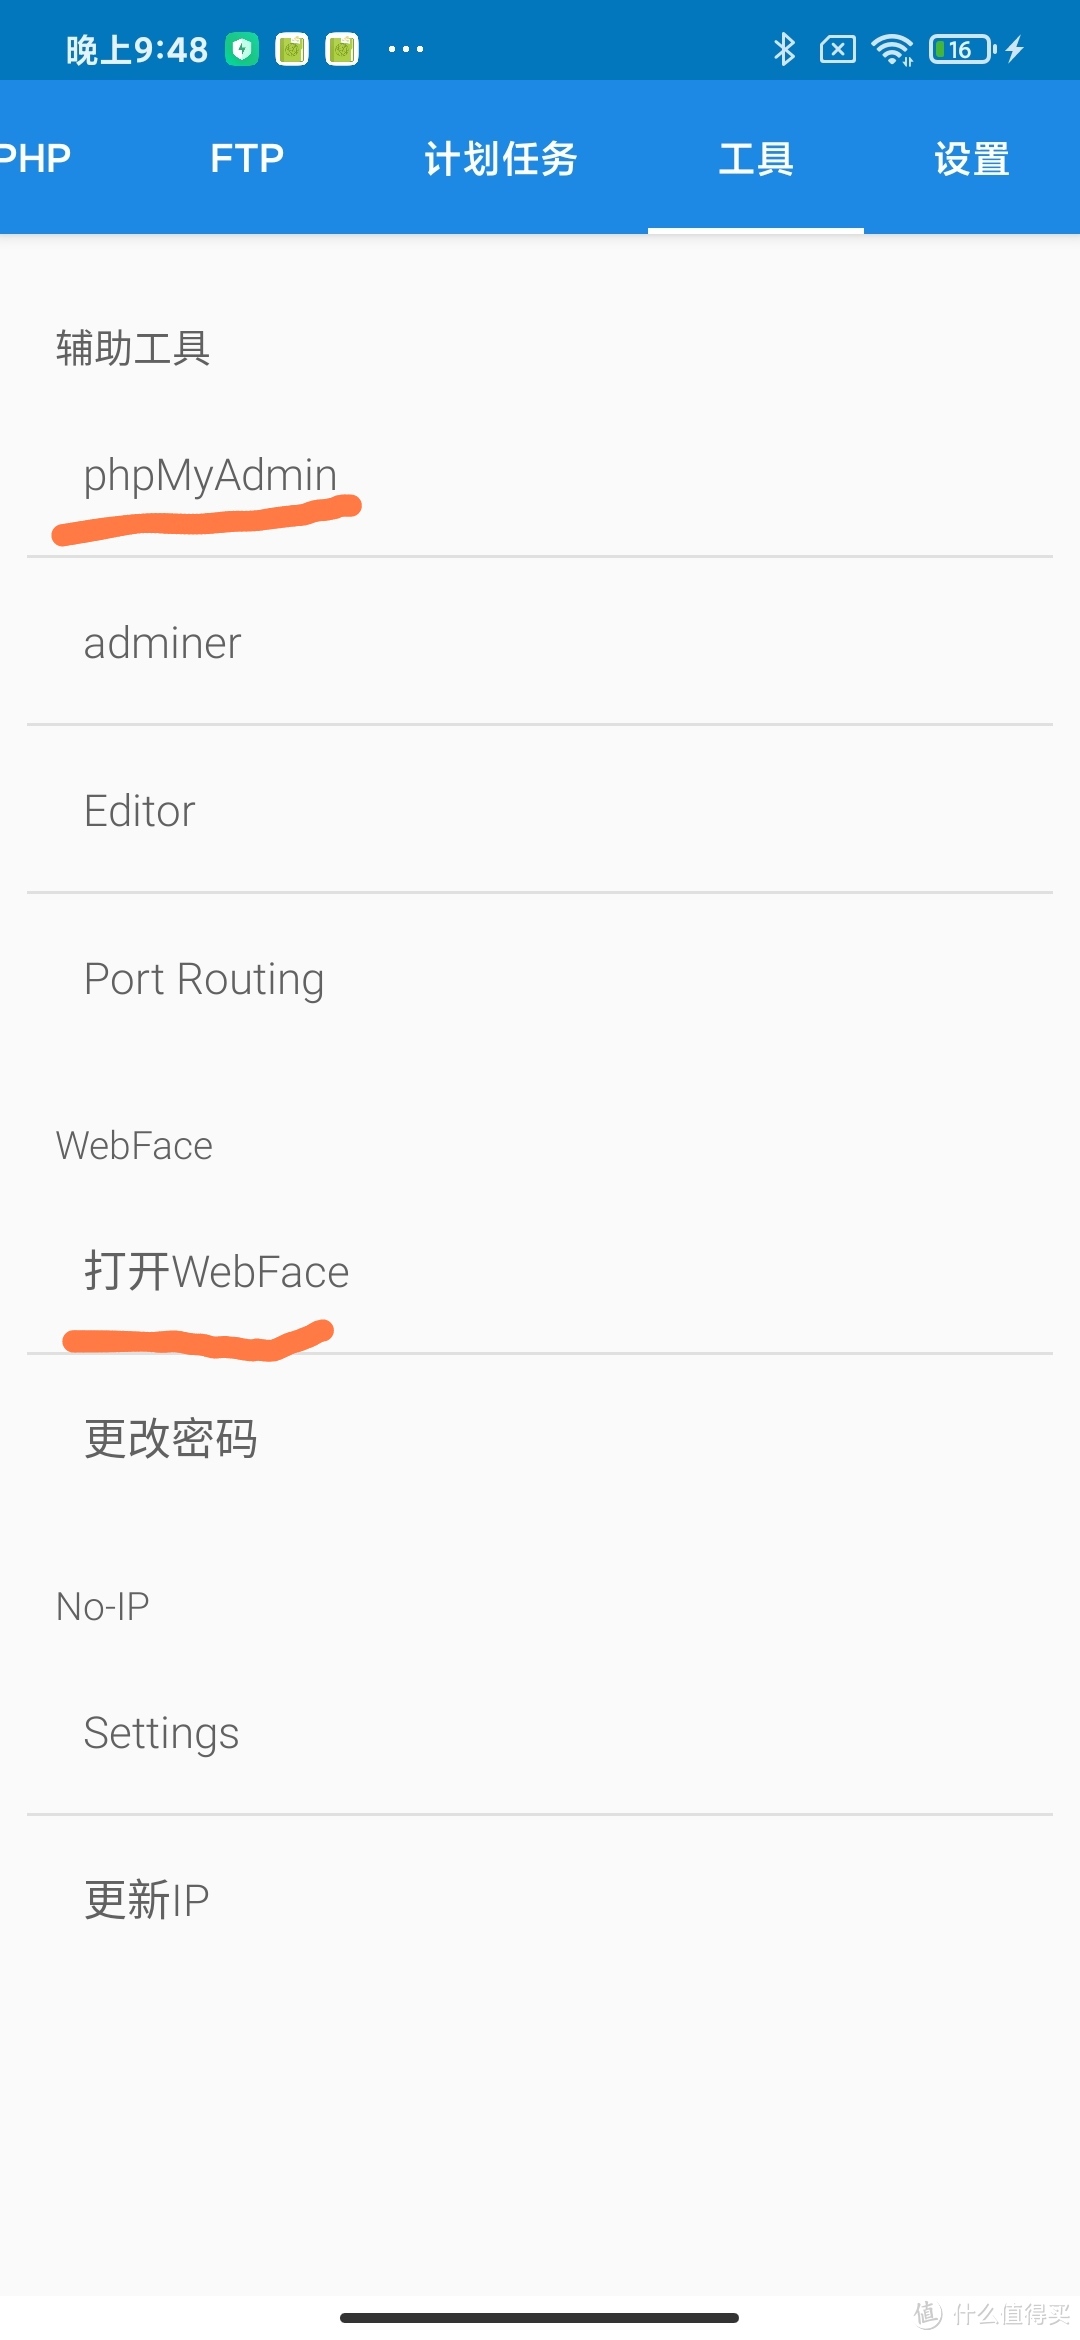 晚上9:48
16
PHP FTP 计划任务 工具 设置
辅助工具
phpMyAdmin
adminer
Editor
Port Routing
WebFace
打开WebFace
更改密码
No-IP
Settings
更新IP
值 什么值得买